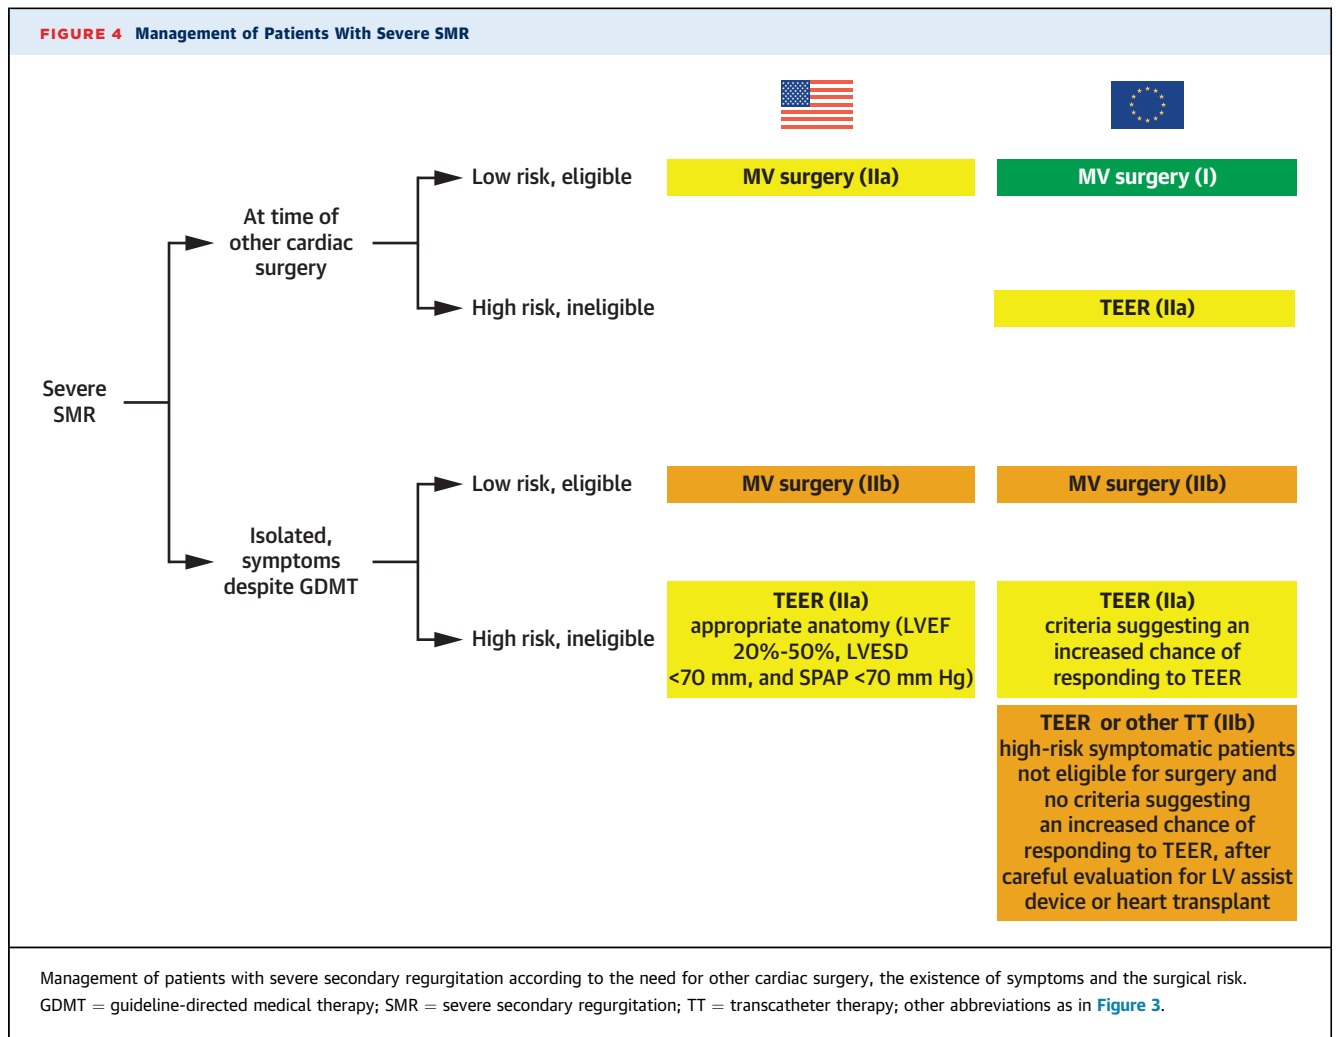 FIGURE 4 Management of Patients With Severe SMR
Low risk, eligible
MV surgery (IIa)
MV surgery (I)
At time of
other cardiac
surgery
High risk, ineligible
TEER (IIa)
Severe
SMR
Low risk, eligible
MV surgery (IIb)
MV surgery (IIb)
Isolated,
symptoms
despite GDMT
High risk, ineligible
TEER (IIa)
appropriate anatomy (LVEF
20%-50%, LVESD
<70 mm, and SPAP <70 mm Hg)
TEER (IIa)
criteria suggesting an
increased chance of
responding to TEER
TEER or other TT (IIb)
high-risk symptomatic patients
not eligible for surgery and
no criteria suggesting
an increased chance of
responding to TEER, after
careful evaluation for LV assist
device or heart transplant
Management of patients with severe secondary regurgitation according to the need for other cardiac surgery, the existence of symptoms and the surgical risk.
GDMT = guideline-directed medical therapy; SMR = severe secondary regurgitation; TT = transcatheter therapy; other abbreviations as in Figure 3.